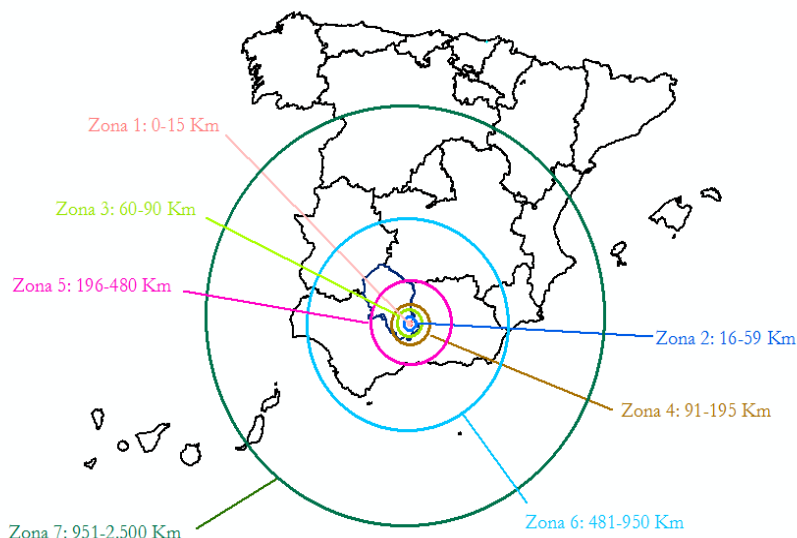 Zona 1: 0-15 Km
Zona 3: 60-90 Km
Zona 5: 196-480 Km
Zona 2: 16-59 Km
Zona 4: 91-195 Km
Zona 6: 481-950 Km
Zona 7: 951-2.500 Km